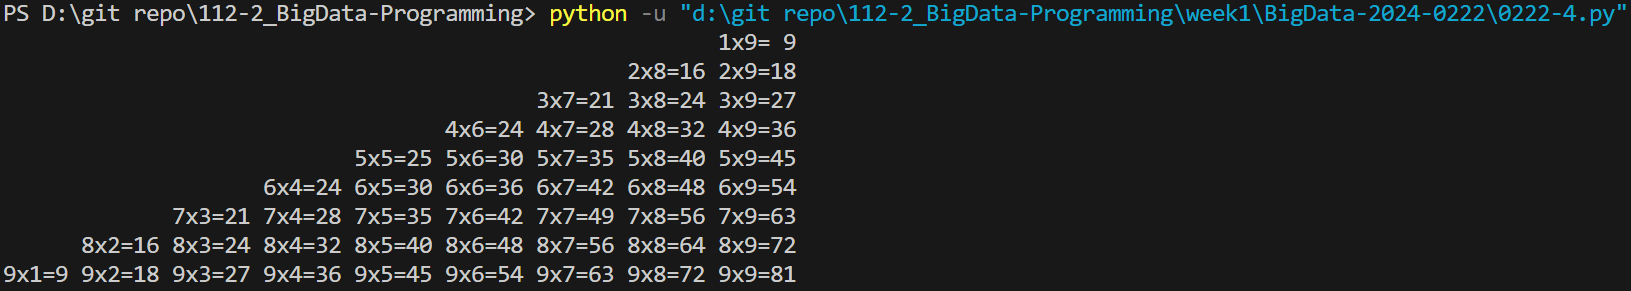 PS D:\git repo\112-2_BigData-Programming> python -u "d:\git repo\112-2_BigData-Programming\week1\BigData-2024-0222\0222-4.py"
1x9= 9
2x8=16 2x9=18
3x7=21 3x8=24 3x9=27
4x6=24 4x7=28 4x8=32 4x9=36
5x5=25 5x6=30 5x7=35 5x8=40 5x9=45
6x4=24 6x5=30 6x6=36 6x7=42 6x8=48 6x9=54
7x3=21 7x4=28 7x5=35 7x6=42 7x7=49 7x8=56 7x9=63
8x2=16 8x3=24 8x4=32 8x5=40 8x6=48 8x7=56 8x8=64 8x9=72
9x1=9 9x2=18 9x3=27 9x4=36 9x5=45 9x6=54 9x7=63 9x8=72 9x9=81